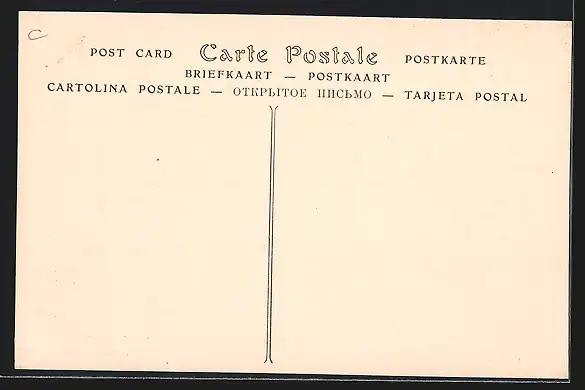 C
POST CARD Carte Postale POSTKARTE
BRIEFKAART — POSTKAART
CARTOLINA POSTALE — ОТКРЫТОЕ ПИСЬМО — TARJETA POSTAL